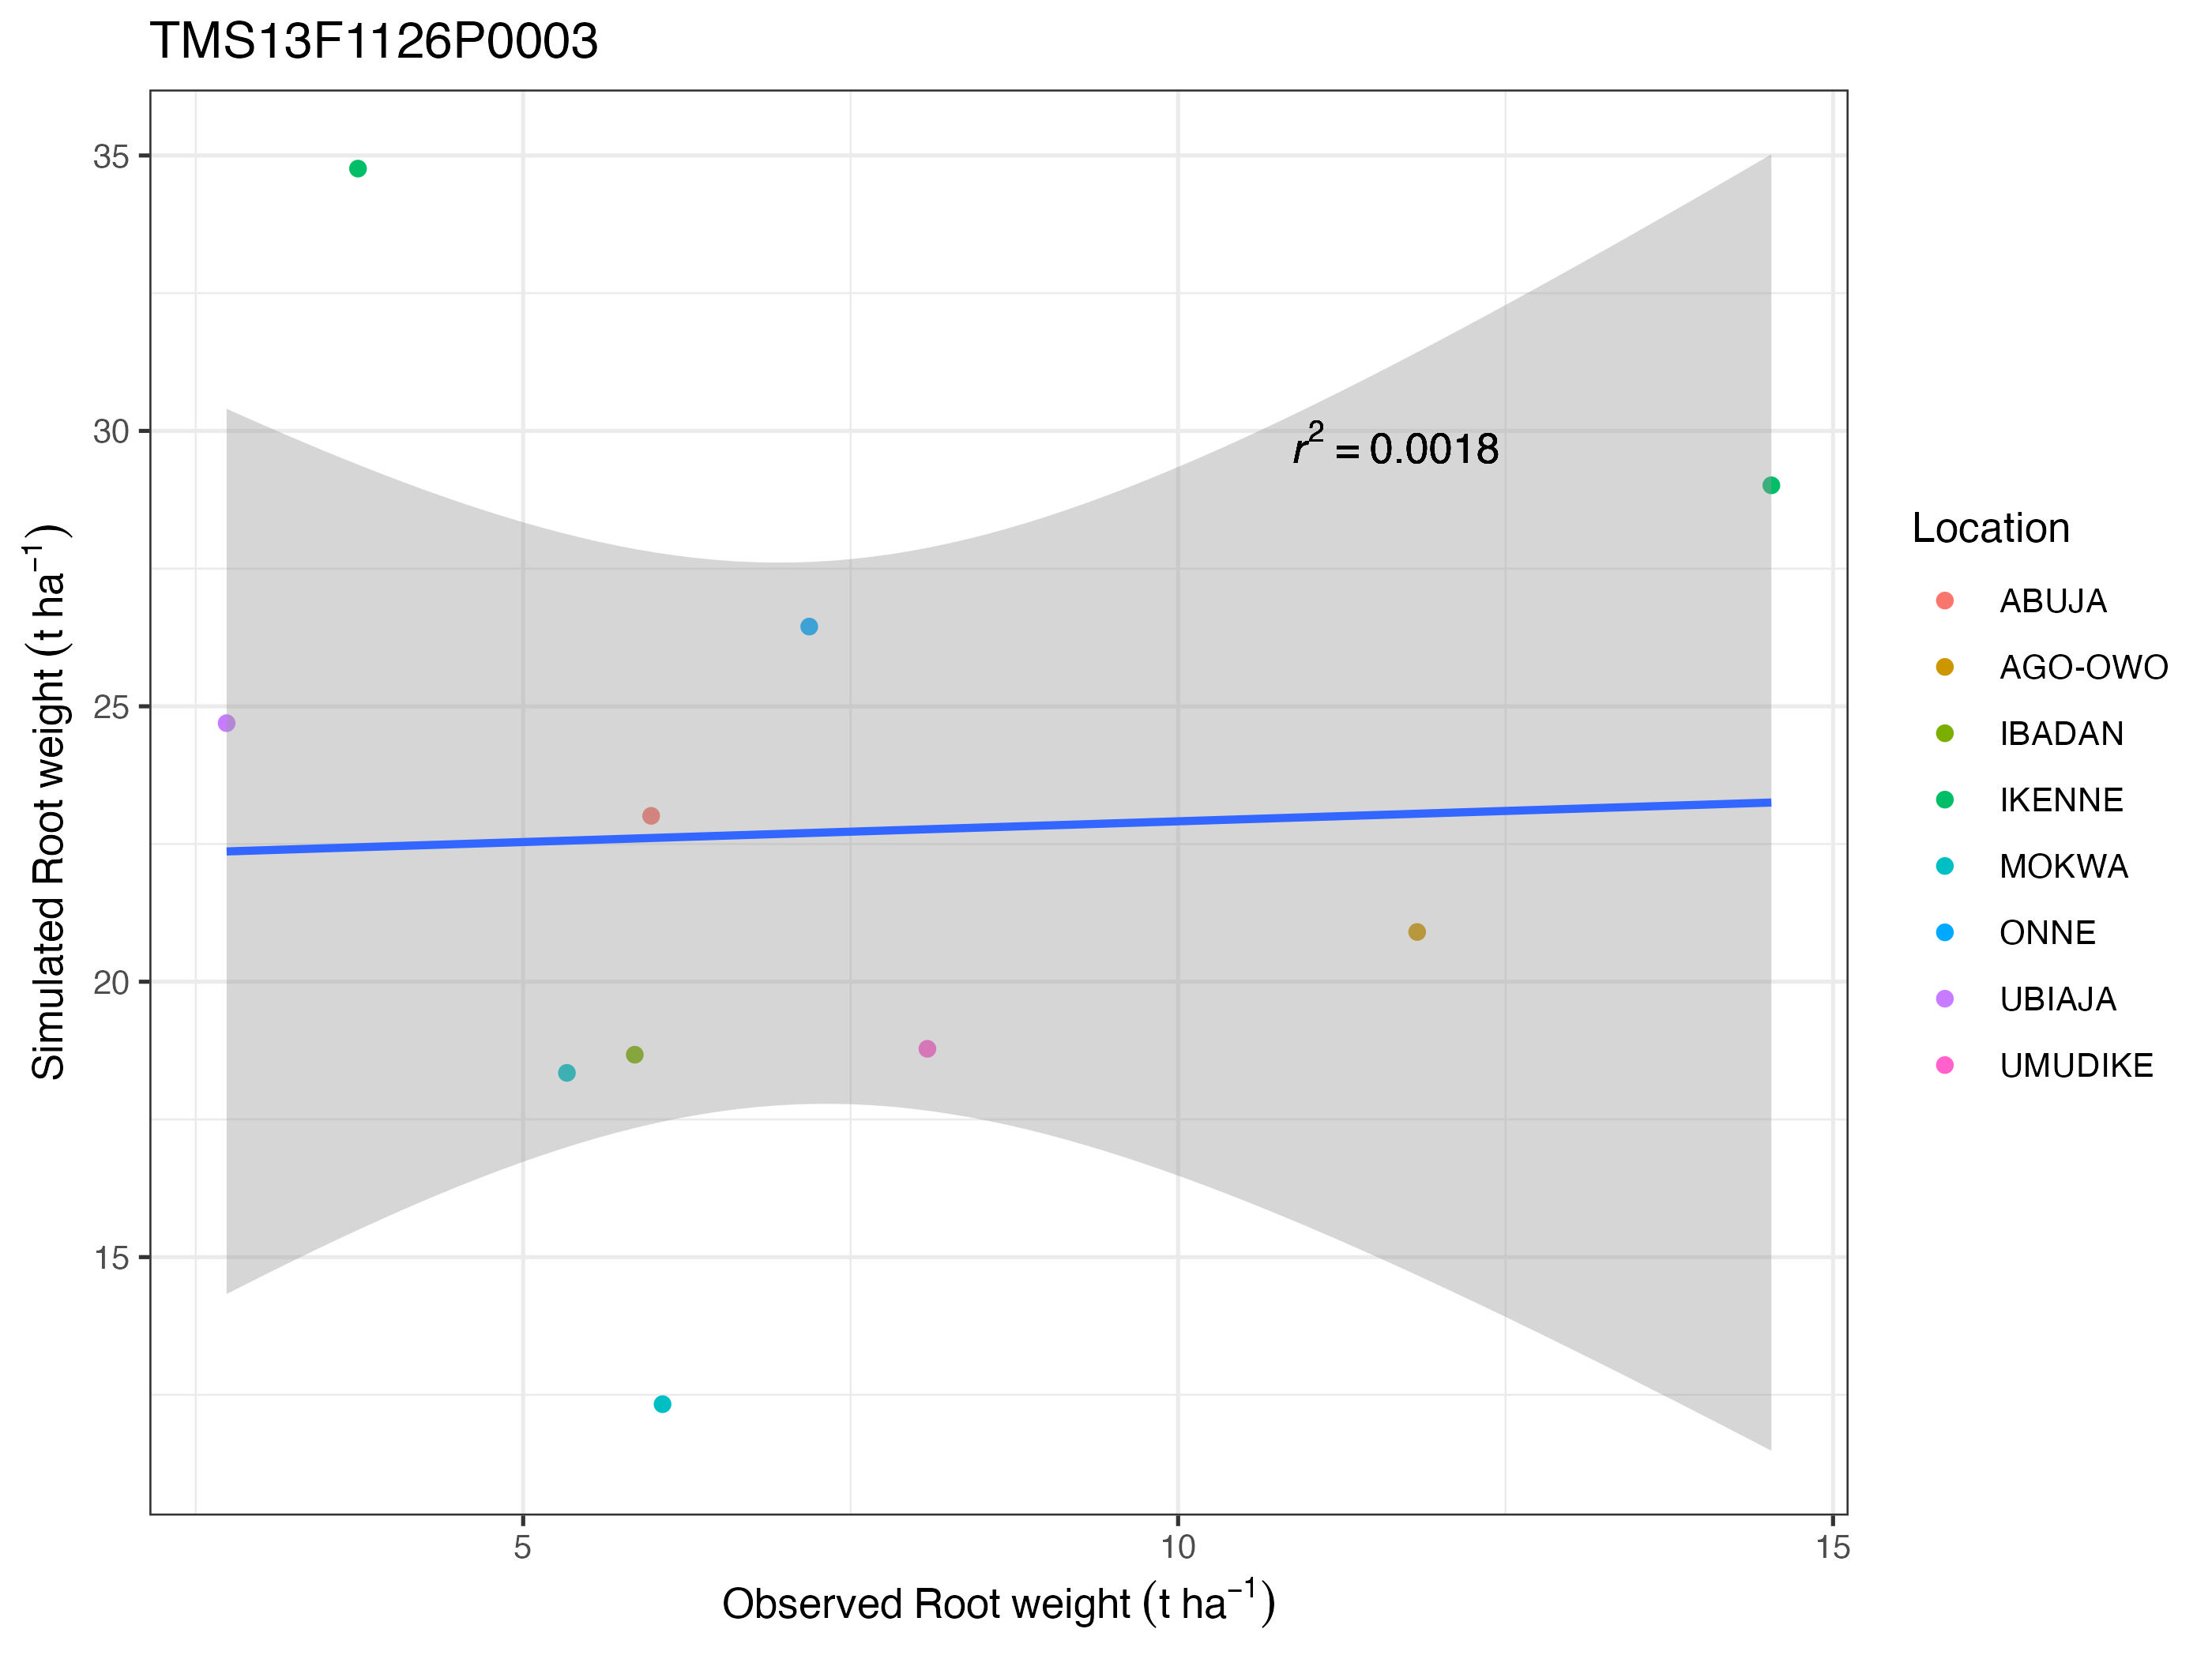 TMS13F1126P0003
35
30
25
20
15
Simulated Root weight (t ha⁻¹)
r² = 0.0018
5
10
15
Observed Root weight (t ha⁻¹)
Location
ABUJA
AGO-OWO
IBADAN
IKENNE
MOKWA
ONNE
UBIAJA
UMUDIKE